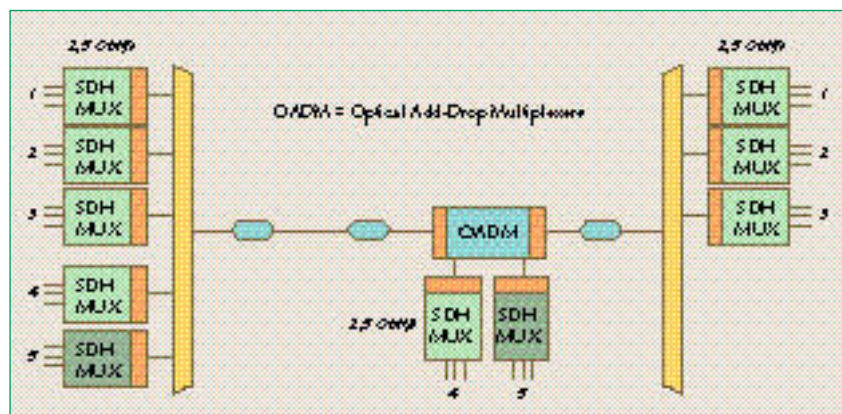 2,5 Gbit/s
2,5 Gbit/s
1
SDH
MUX
SDH
MUX
1
OADM = Optical Add-Drop
2
SDH
MUX
SDH
MUX
2
3
SDH
MUX
SDH
MUX
3
OADM
4
SDH
MUX
2,5 Gbit/s
SDH
MUX
SDH
MUX
5
SDH
MUX
4
5